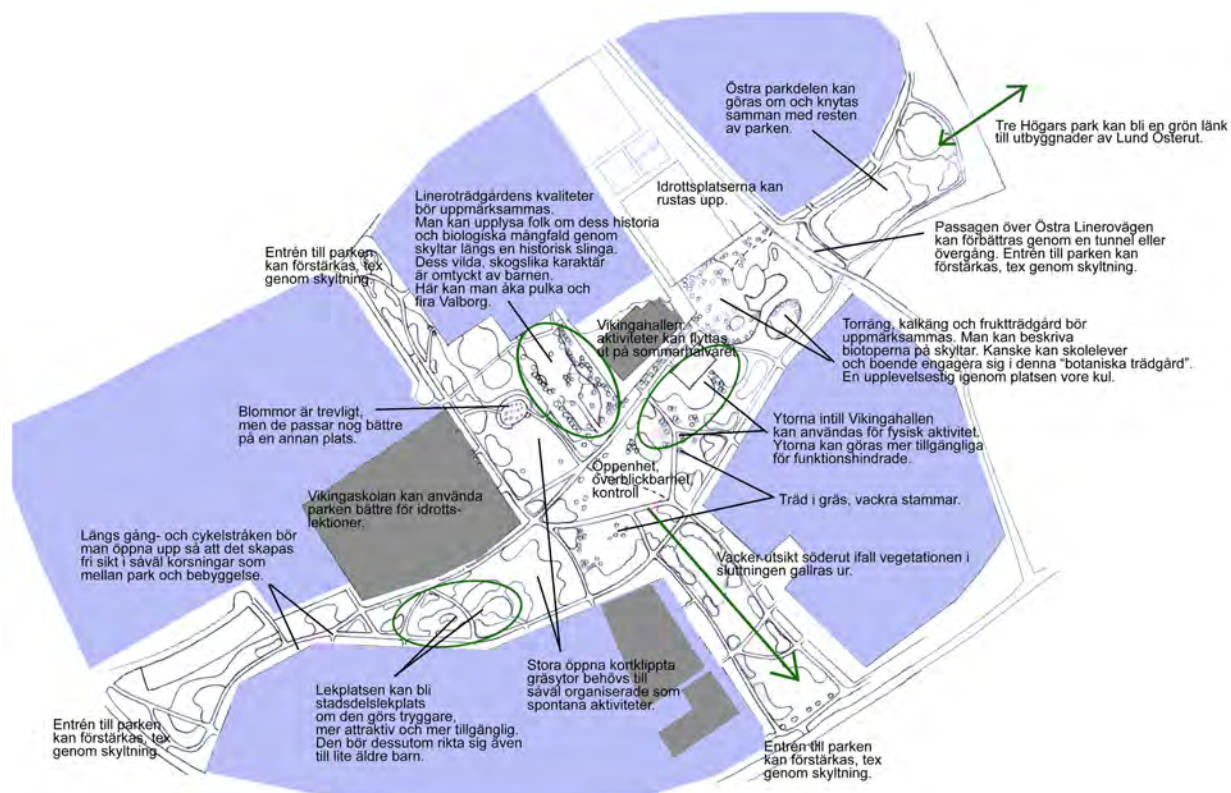 Östra parkdelen kan
göras om och knytas
samman med resten
av parken.
Tre Högars park kan bli en grön länk
till utbyggnader av Lund Österut.
Lineroträdgårdens kvaliteter
bör uppmärksammas.
Man kan upplysa folk om dess historia
och biologiska mångfald genom
skyltar längs en historisk slinga.
Dess vilda, skogslika karaktär
är omtyckt av barnen.
Här kan man åka pulka och
fira Valborg.
Idrottsplatserna kan
rustas upp.
Passagen över Östra Linerovägen
kan förbättras genom en tunnel eller
övergång. Entrén till parken kan
förstärkas, tex genom skyltning.
Entrén till parken
kan förstärkas, tex
genom skyltning.
Vikingahallen:
aktiviteter kan flyttas
ut på sommarhalvåret.
Torräng, kalkäng och fruktträdgård bör
uppmärksammas. Man kan beskriva
biotoperna på skyltar. Kanske kan skolelever
och boende engagera sig i denna “botaniska trädgård”.
En upplevelsestig igenom platsen vore kul.
Blommor är trevligt,
men de passar nog bättre
på en annan plats.
Ytorna intill Vikingahallen
kan användas för fysisk aktivitet.
Ytorna kan göras mer tillgängliga
för funktionshindrade.
Öppenhet,
överblickbarhet,
kontroll
Träd i gräs, vackra stammar.
Vikingaskolan kan använda
parken bättre för idrotts-
lektioner.
Längs gång- och cykelstråken bör
man öppna upp så att det skapas
fri sikt i såväl korsningar som
mellan park och bebyggelse.
Vacker utsikt söderut ifall vegetationen i
sluttningen gallras ur.
Stora öppna kortklippta
gräsytor behövs till
såväl organiserade som
spontana aktiviteter.
Lekplatsen kan bli
stadsdelslekplats
om den görs tryggare,
mer attraktiv och mer tillgänglig.
Den bör dessutom rikta sig även
till lite äldre barn.
Entrén till parken
kan förstärkas, tex
genom skyltning.
Entrén till parken
kan förstärkas, tex
genom skyltning.